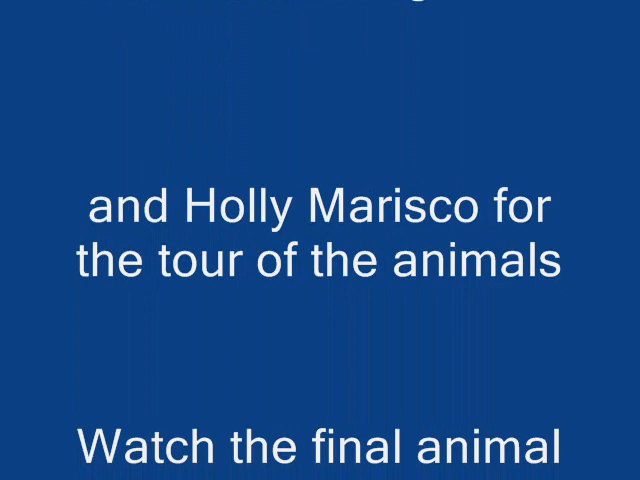 and Holly Marisco for
the tour of the animals
Watch the final animal